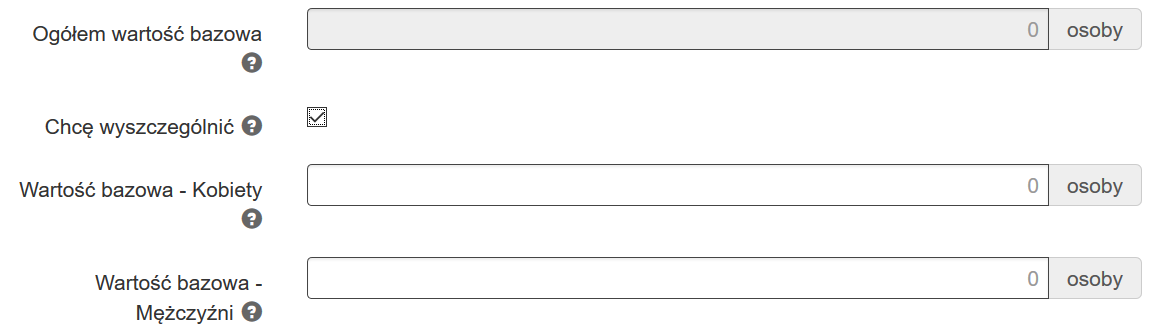 Ogółem wartość bazowa
?
0 osoby
Chcę wyszczególnić ?
Wartość bazowa - Kobiety
?
0 osoby
Wartość bazowa -
Mężczyźni ?
0 osoby